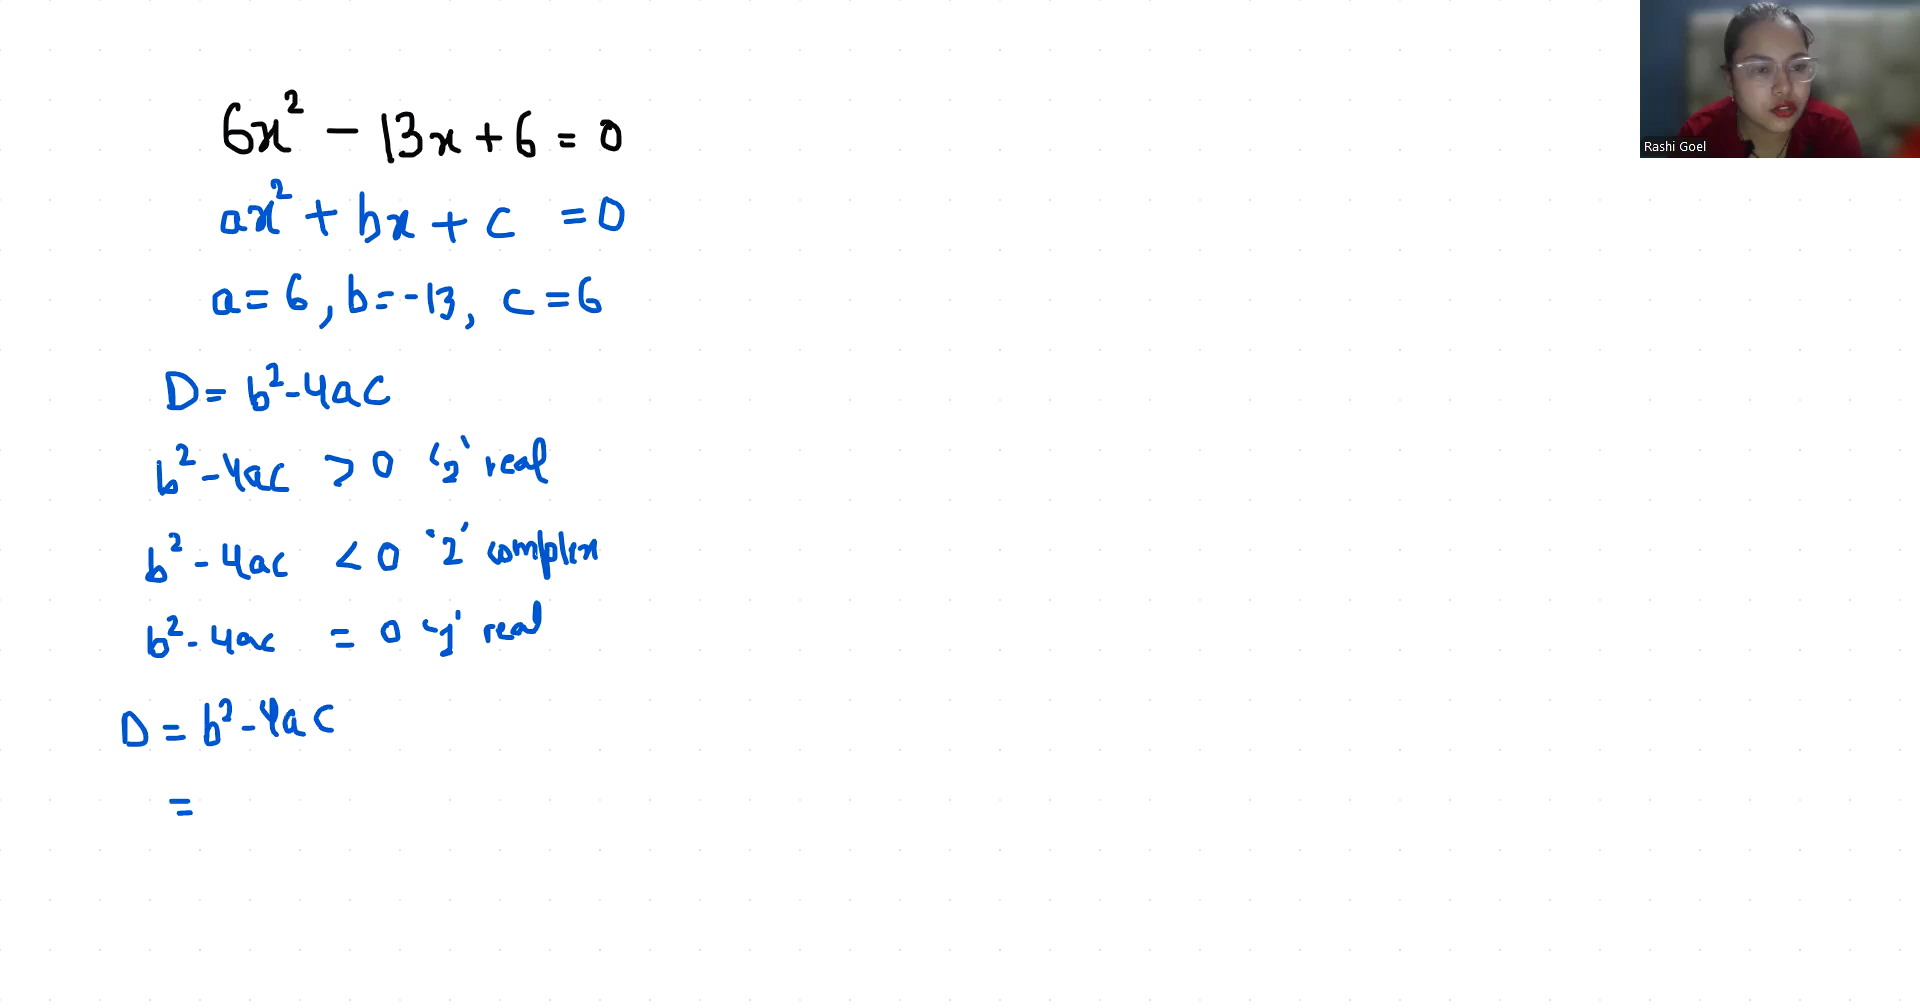 6x² - 13x + 6 = 0
ax² + bx + c = 0
a = 6, b = -13, c = 6
D = b² - 4ac
b² - 4ac > 0 '2' real
b² - 4ac < 0 '2' complex
b² - 4ac = 0 '1' real
D = b² - 4ac
=
Rashi Goel